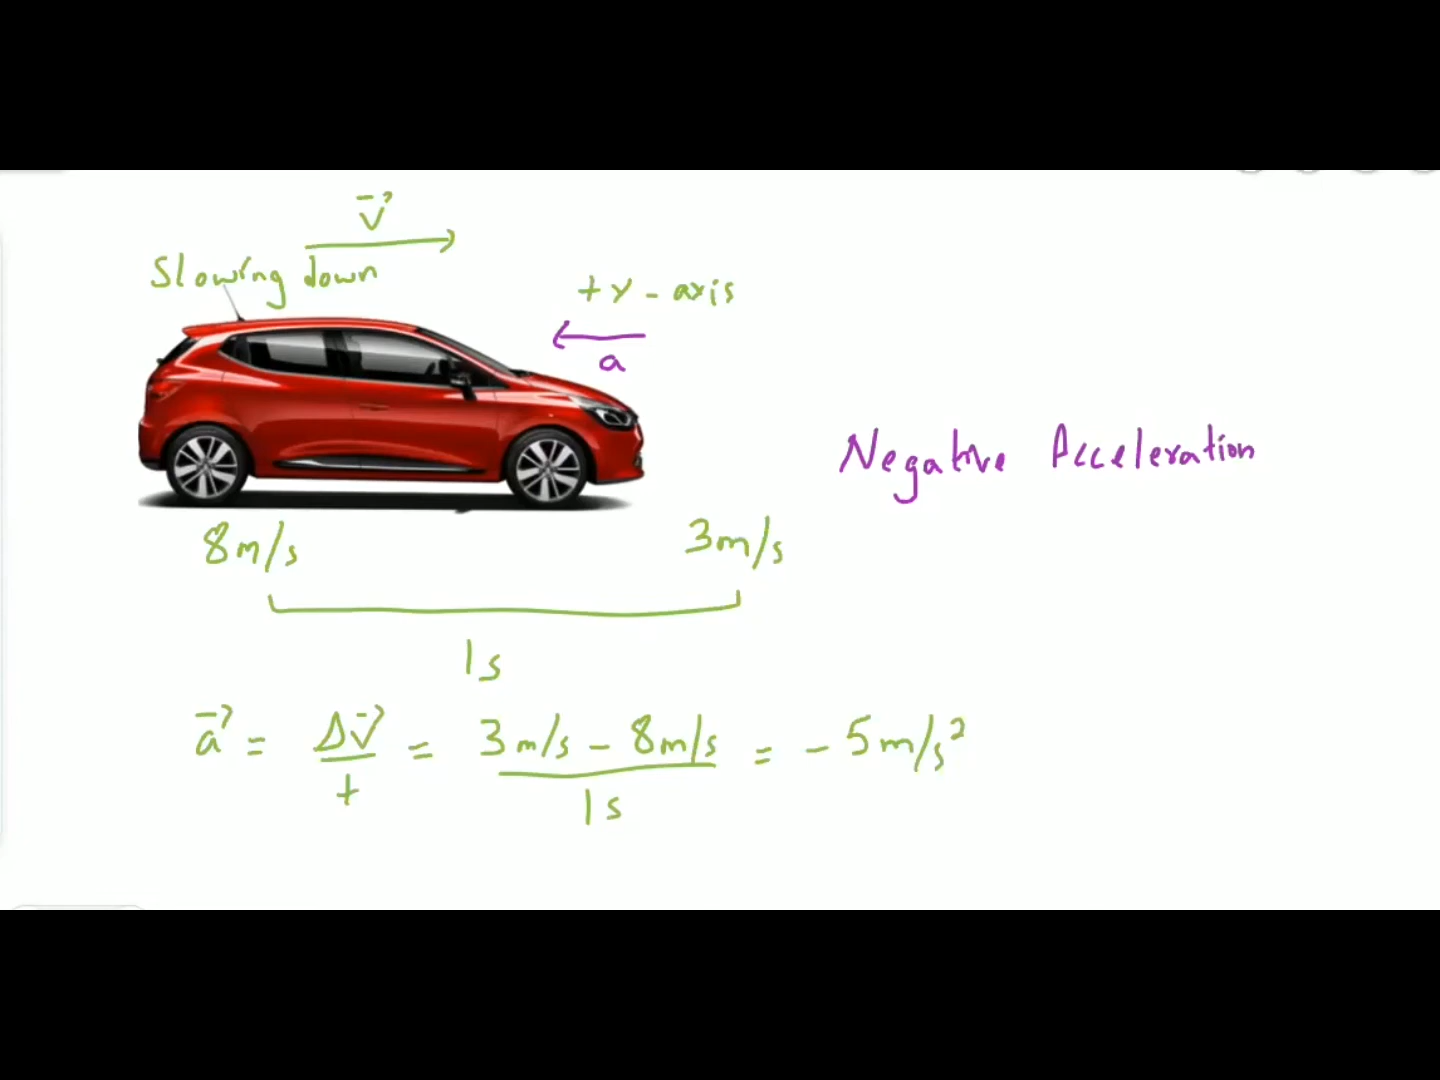 v⃗
Slowing down
+y-axis
a
Negative Acceleration
8m/s
3m/s
1s
a⃗ = Δv⃗/t = 3m/s - 8m/s/1s = -5m/s²